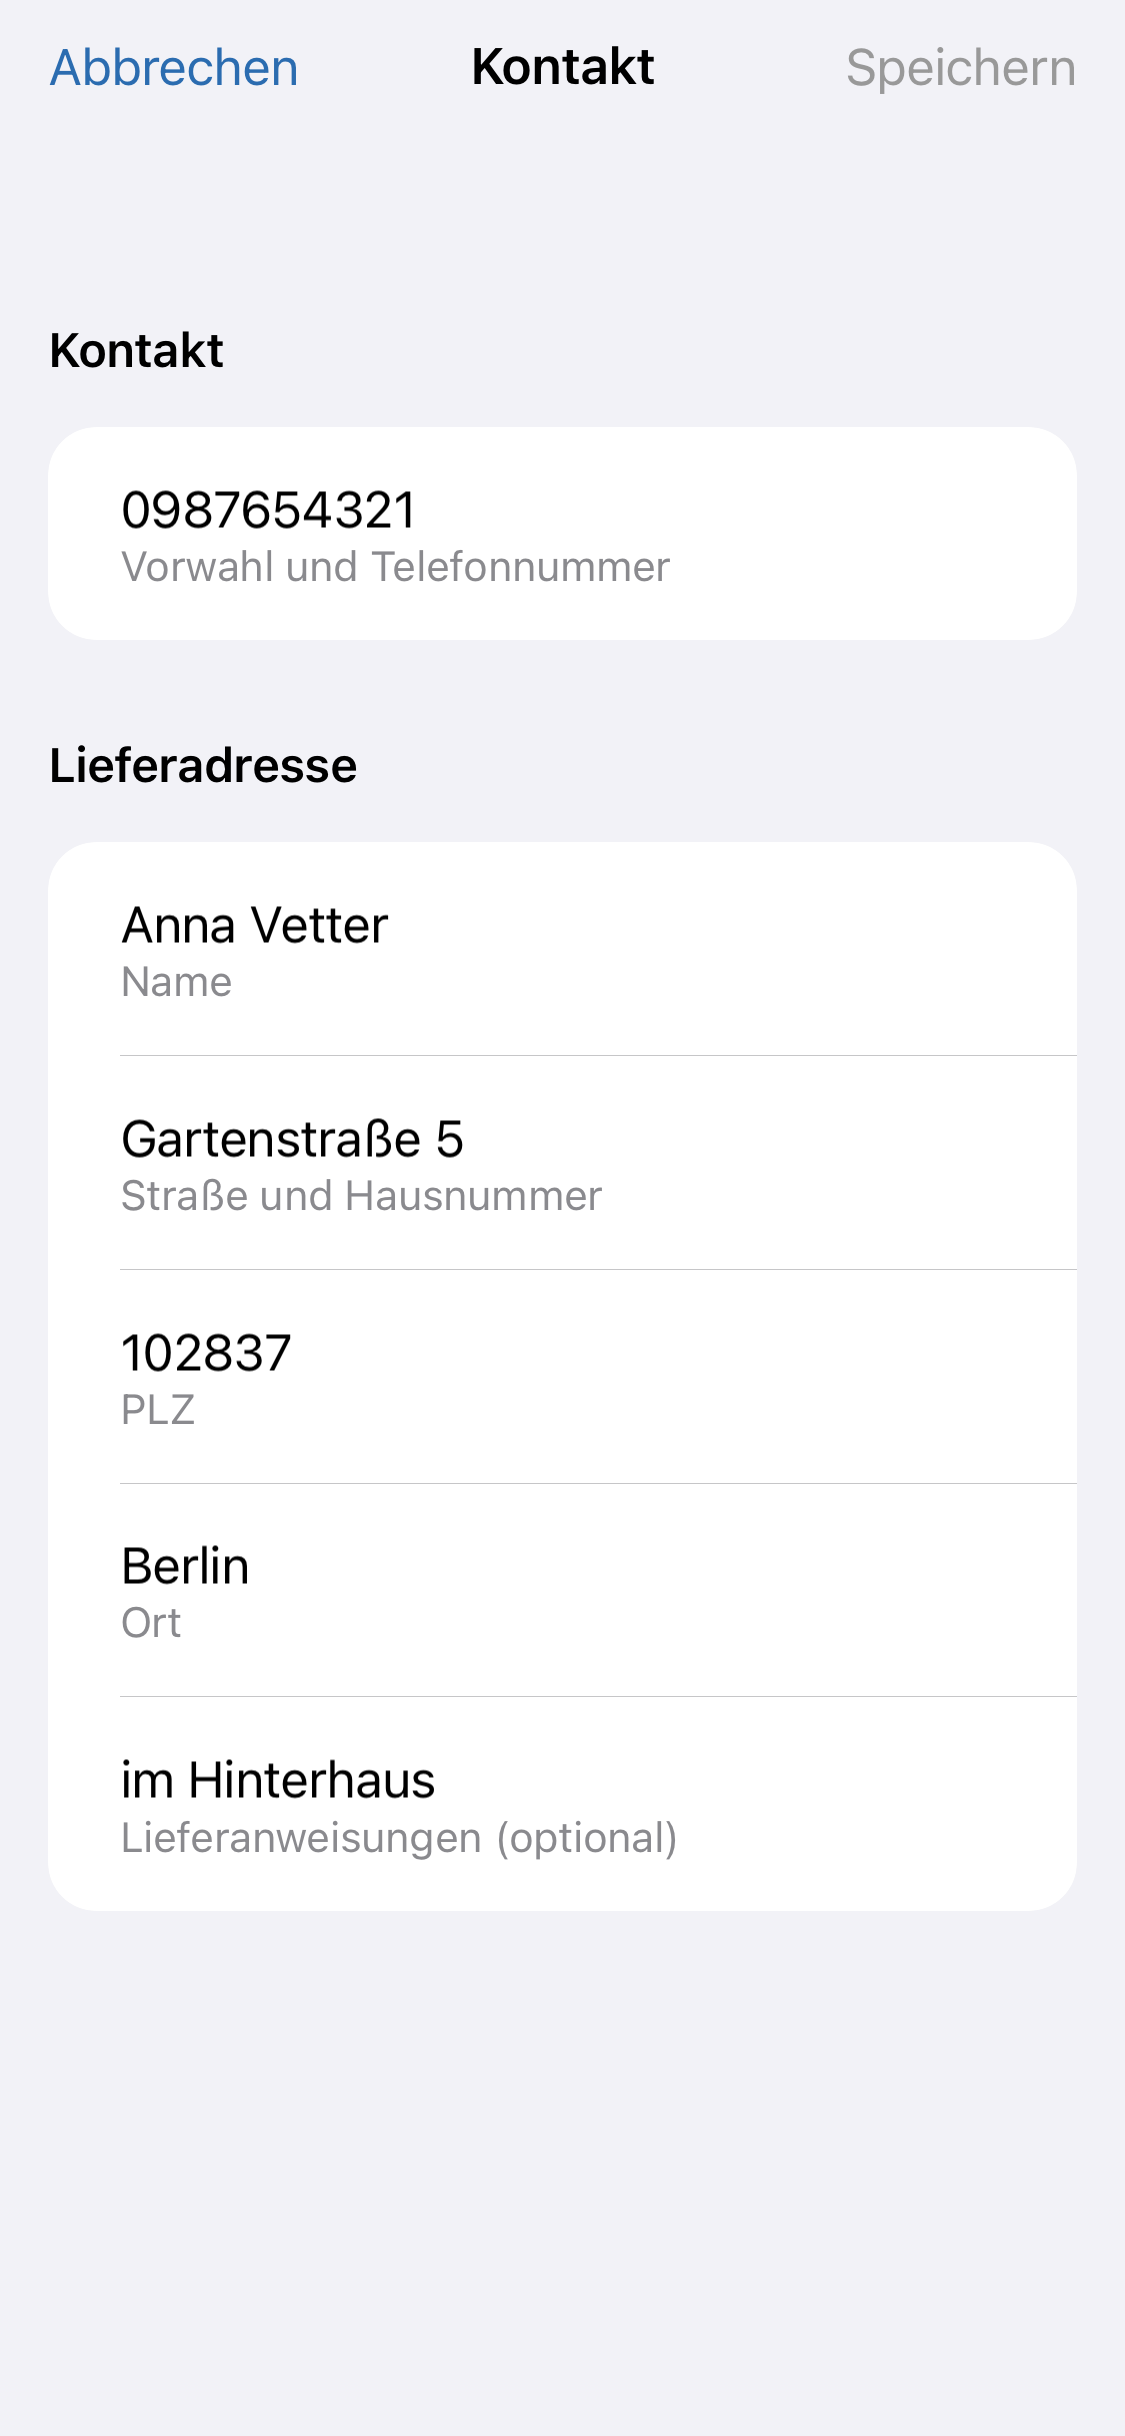 Abbrechen Kontakt Speichern
Kontakt
0987654321
Vorwahl und Telefonnummer
Lieferadresse
Anna Vetter
Name
Gartenstraße 5
Straße und Hausnummer
102837
PLZ
Berlin
Ort
im Hinterhaus
Lieferanweisungen (optional)